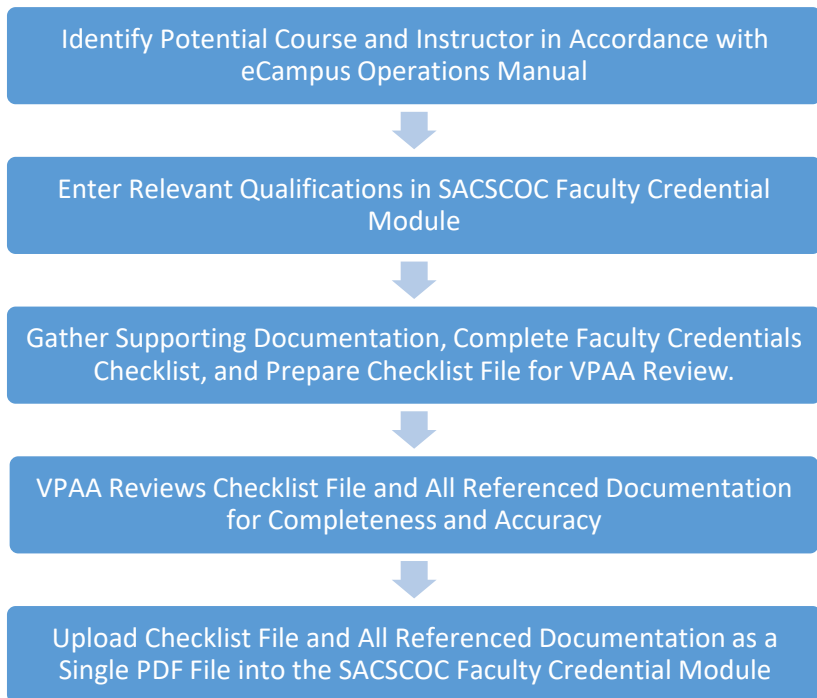 Identify Potential Course and Instructor in Accordance with
eCampus Operations Manual
Enter Relevant Qualifications in SACSCOC Faculty Credential
Module
Gather Supporting Documentation, Complete Faculty Credentials
Checklist, and Prepare Checklist File for VPAA Review.
VPAA Reviews Checklist File and All Referenced Documentation
for Completeness and Accuracy
Upload Checklist File and All Referenced Documentation as a
Single PDF File into the SACSCOC Faculty Credential Module